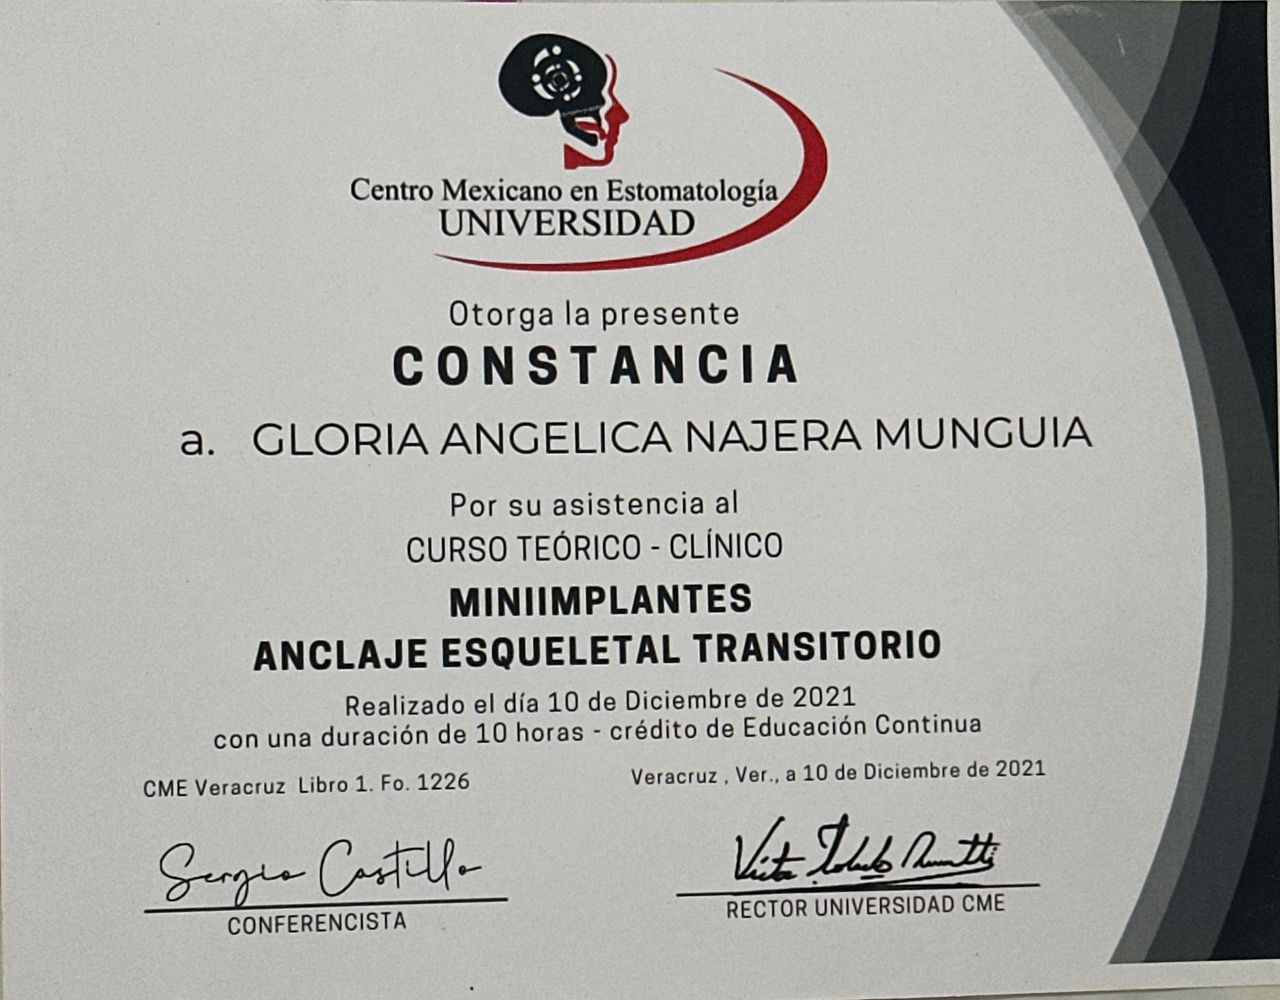 Centro Mexicano en Estomatología
UNIVERSIDAD
Otorga la presente
CONSTANCIA
a. GLORIA ANGELICA NAJERA MUNGUIA
Por su asistencia al
CURSO TEÓRICO - CLÍNICO
MINIIMPLANTES
ANCLAJE ESQUELETAL TRANSITORIO
Realizado el día 10 de Diciembre de 2021
con una duración de 10 horas - crédito de Educación Continua
CME Veracruz Libro 1. Fo. 1226
Veracruz , Ver., a 10 de Diciembre de 2021
Sergio Castillo
CONFERENCISTA
RECTOR UNIVERSIDAD CME